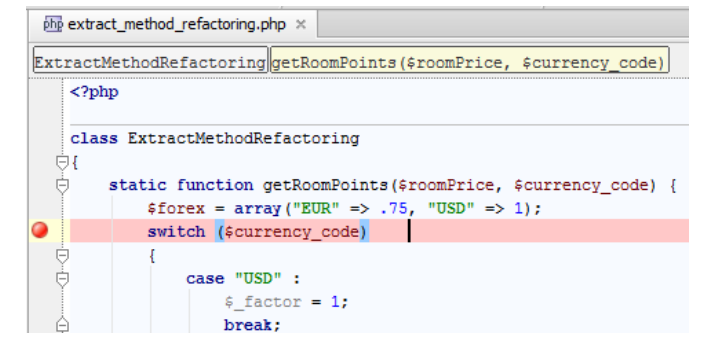 php extract_method_refactoring.php ×
ExtractMethodRefactoring getRoomPoints($roomPrice, $currency_code)
<?php
class ExtractMethodRefactoring
{
static function getRoomPoints($roomPrice, $currency_code) {
$forex = array("EUR" => .75, "USD" => 1);
switch ($currency_code)
{
case "USD" :
$_factor = 1;
break;